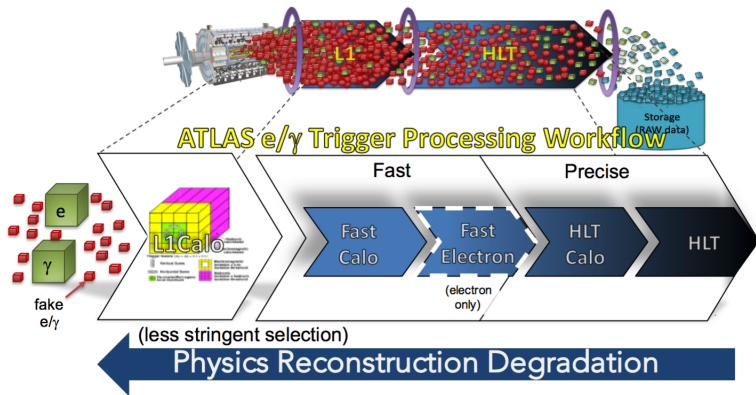 L1
HLT
Storage
(RAW data)
ATLAS e/γ Trigger Processing Workflow
Fast
Precise
e
γ
fake
e/γ
L1Calo
Fast
Calo
Fast
Electron
(electron
only)
HLT
Calo
HLT
(less stringent selection)
Physics Reconstruction Degradation